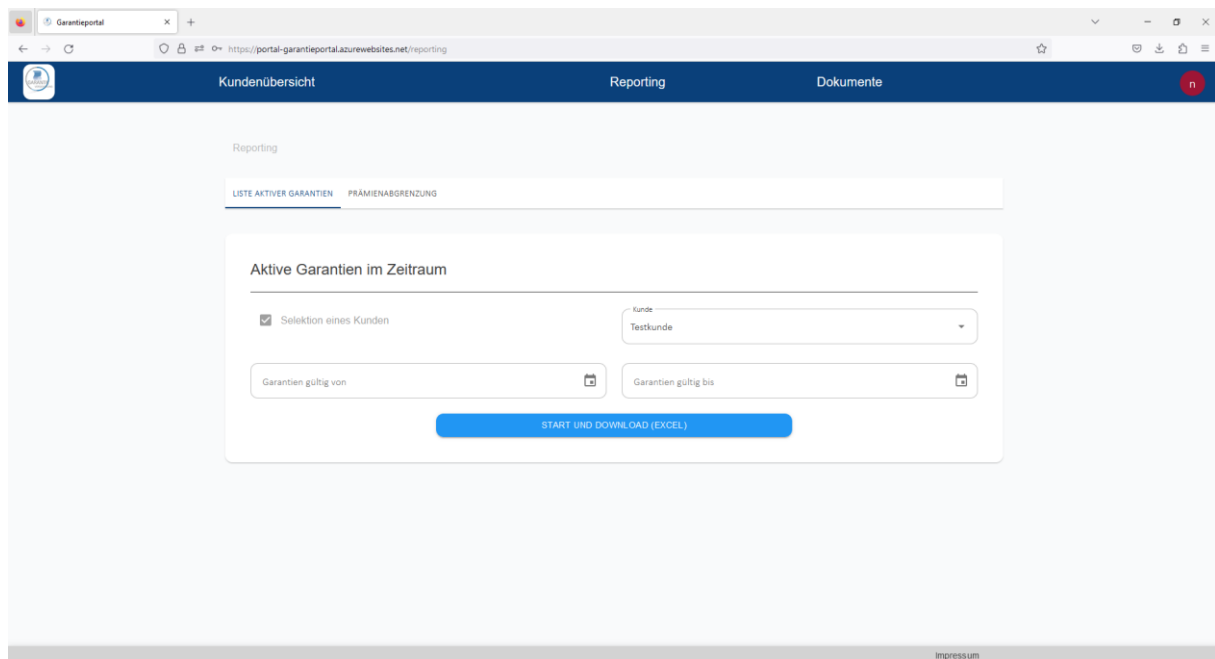 Garantieportal
https://portal-garantieportal.azurewebsites.net/reporting
Kundenübersicht Reporting Dokumente n
Reporting
LISTE AKTIVER GARANTIEN PRÄMIENABGRENZUNG
Aktive Garantien im Zeitraum
Selektion eines Kunden
Kunde
Testkunde
Garantien gültig von Garantien gültig bis
START UND DOWNLOAD (EXCEL)
Impressum